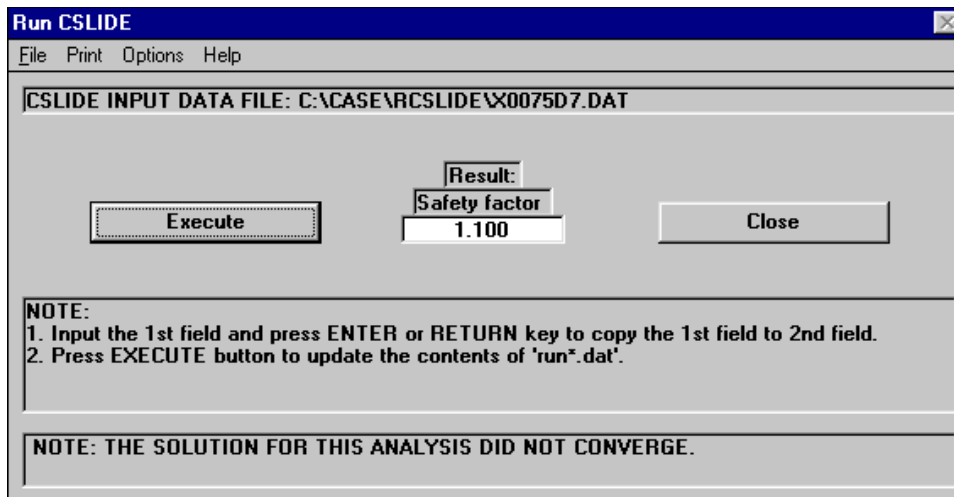 Run CSLIDE
File Print Options Help
CSLIDE INPUT DATA FILE: C:\CASE\RCSLIDE\X0075D7.DAT
Result:
Safety factor
Execute
1.100
Close
NOTE:
1. Input the 1st field and press ENTER or RETURN key to copy the 1st field to 2nd field.
2. Press EXECUTE button to update the contents of 'run*.dat'.
NOTE: THE SOLUTION FOR THIS ANALYSIS DID NOT CONVERGE.